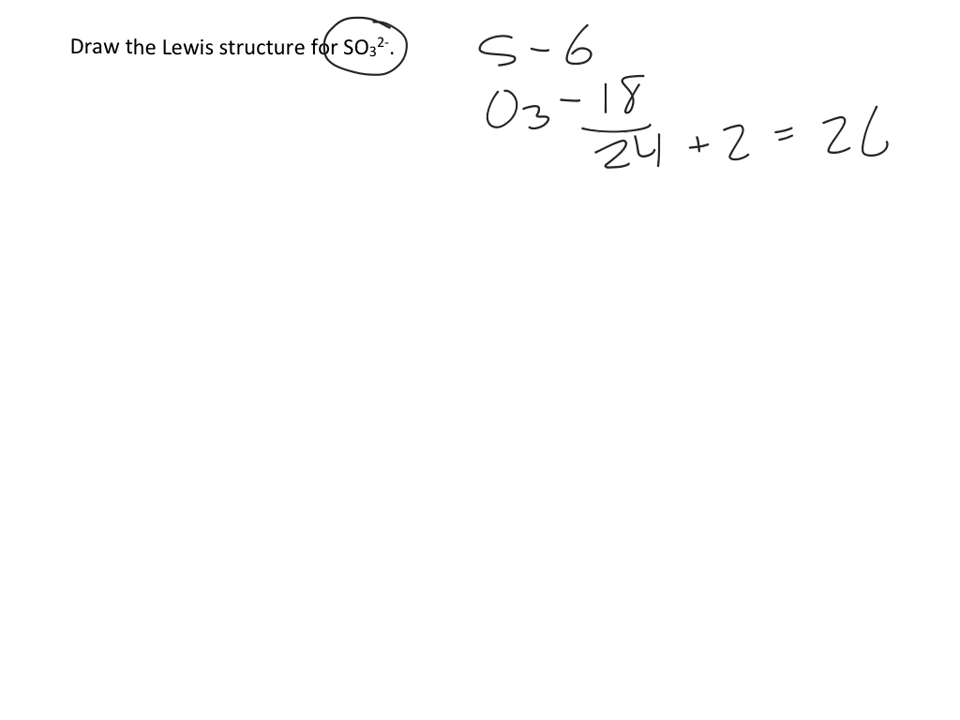 Draw the Lewis structure for SO₃²⁻.
S - 6
O3 - 18
24 + 2 = 26